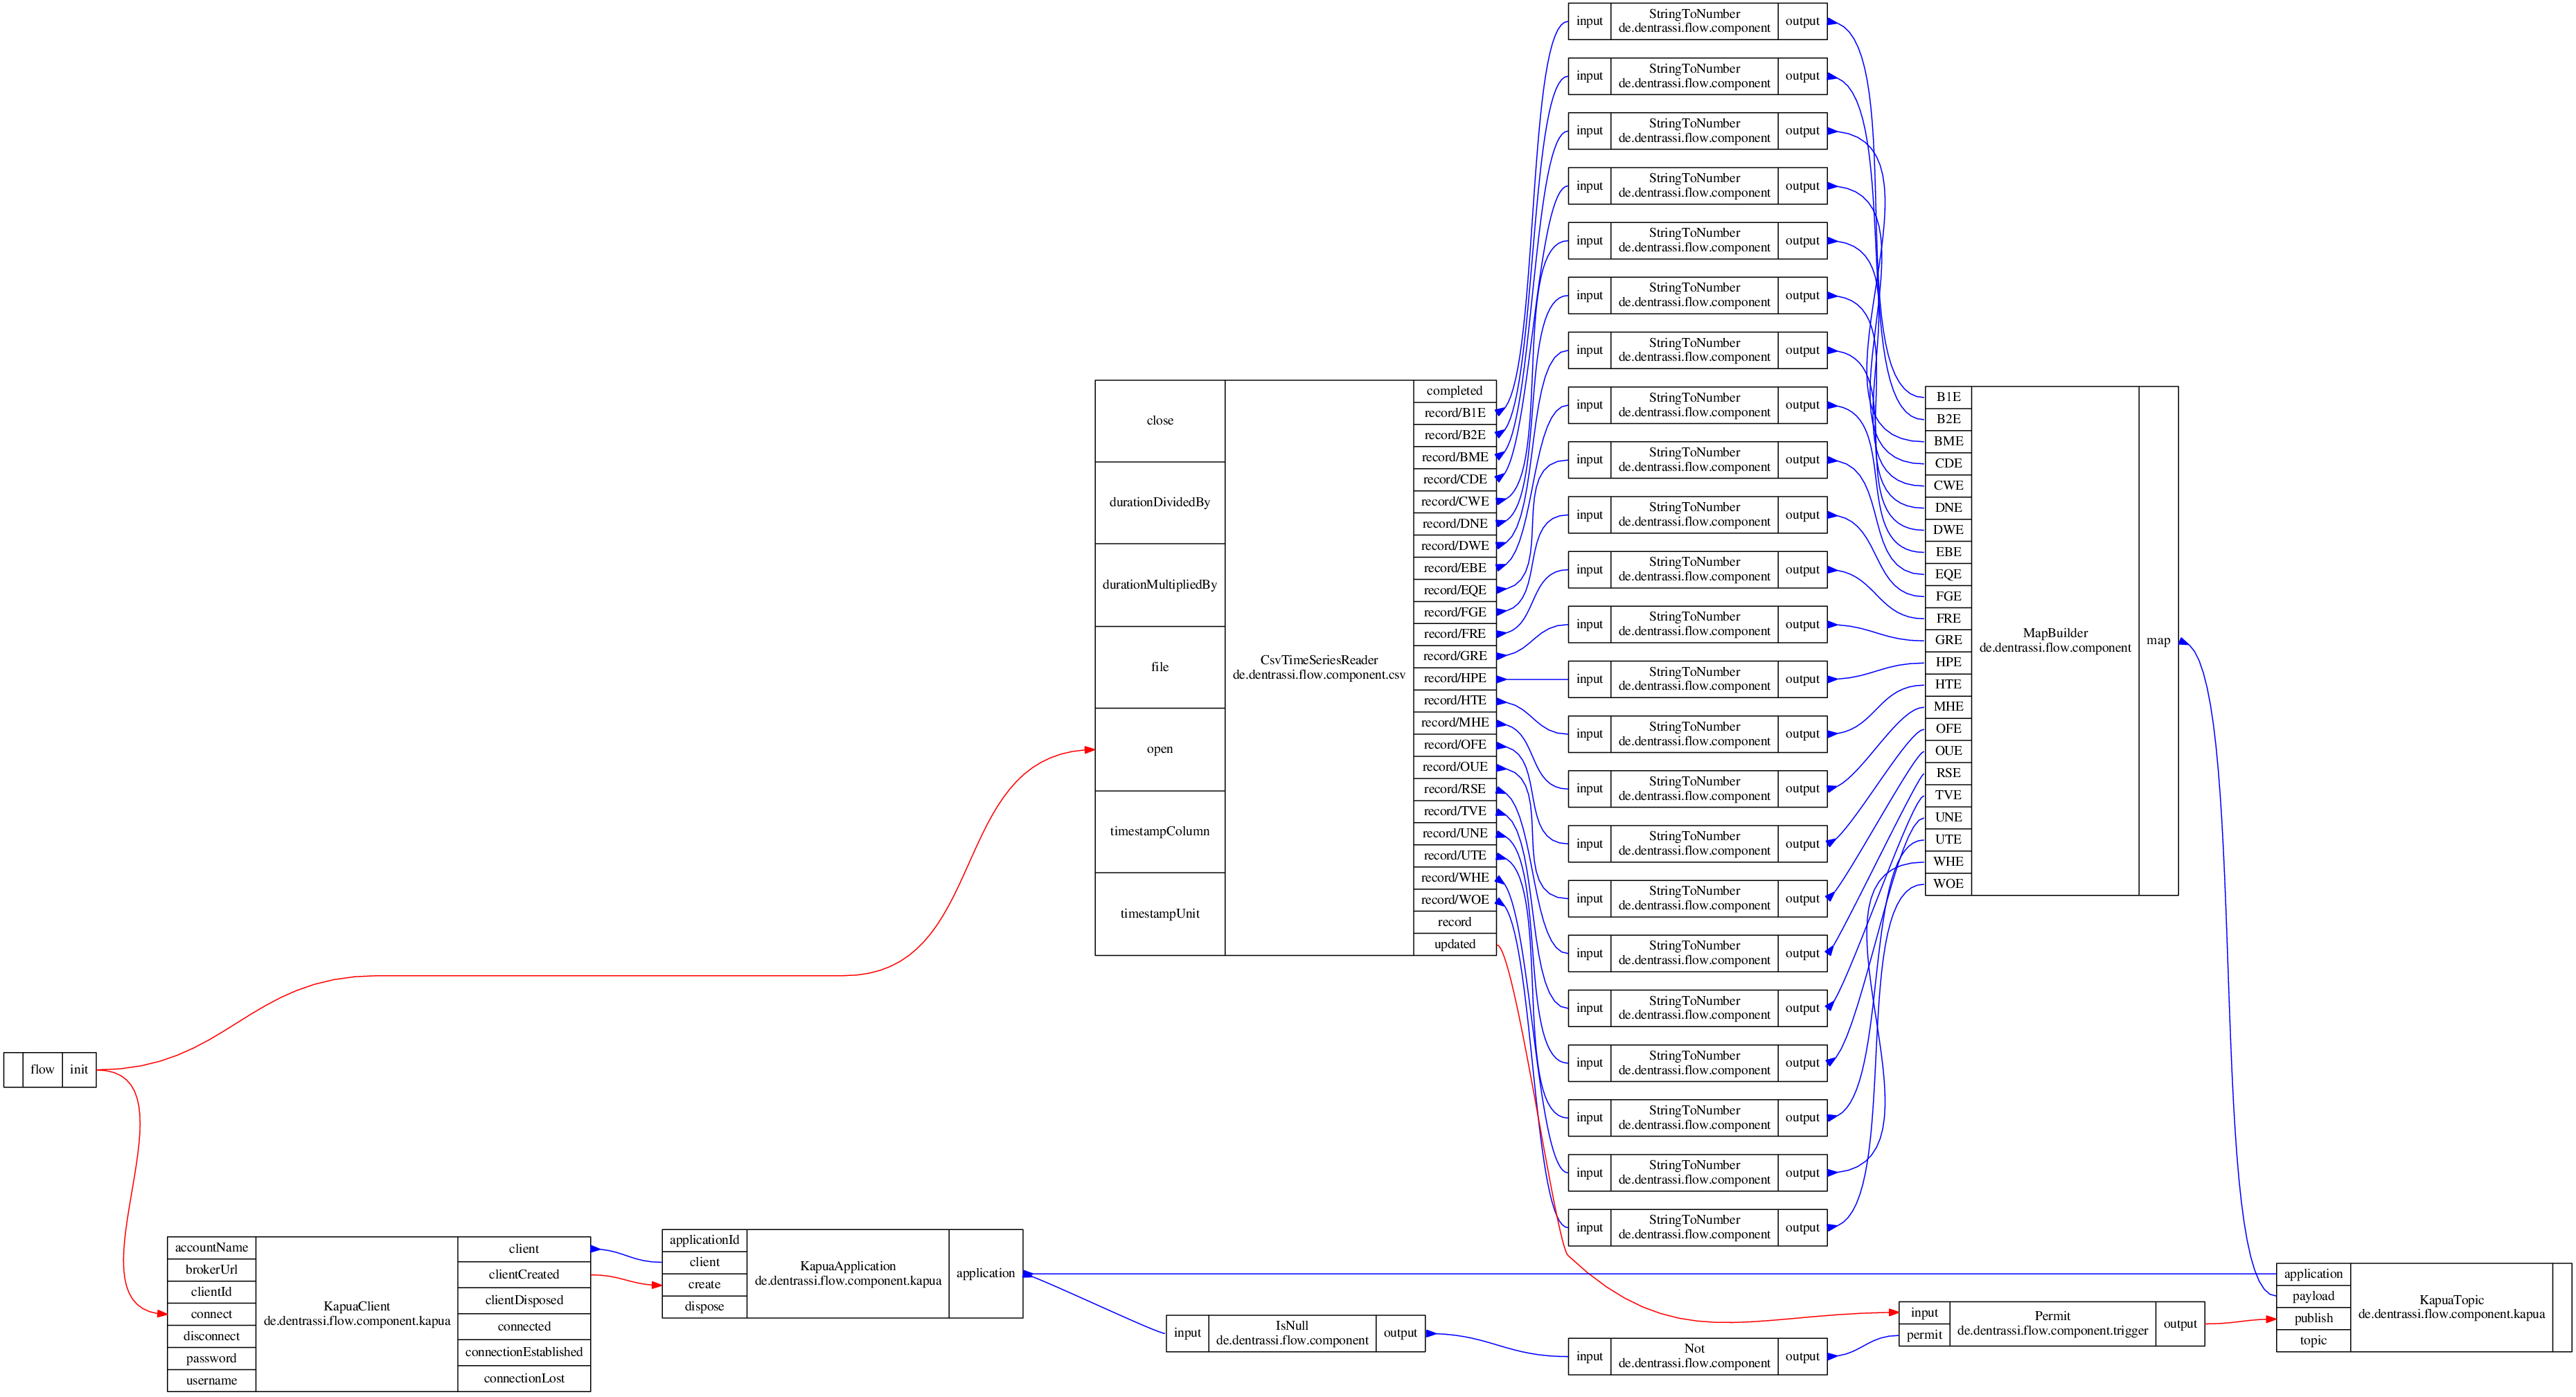 flow
init
accountName
brokerUrl
clientId
connect
disconnect
password
username
KapuaClient
de.dentrassi.flow.component.kapua
client
clientCreated
clientDisposed
connected
connectionEstablished
connectionLost
applicationId
client
create
dispose
KapuaApplication
de.dentrassi.flow.component.kapua
application
close
durationDividedBy
durationMultipliedBy
file
open
timestampColumn
timestampUnit
CsvTimeSeriesReader
de.dentrassi.flow.component.csv
completed
record/B1E
record/B2E
record/BME
record/CDE
record/CWE
record/DNE
record/DWE
record/EBE
record/EQE
record/FGE
record/FRE
record/GRE
record/HPE
record/HTE
record/MHE
record/OFE
record/OUE
record/RSE
record/TVE
record/UNE
record/UTE
record/WHE
record/WOE
record
updated
input
StringToNumber
de.dentrassi.flow.component
output
input
StringToNumber
de.dentrassi.flow.component
output
input
StringToNumber
de.dentrassi.flow.component
output
input
StringToNumber
de.dentrassi.flow.component
output
input
StringToNumber
de.dentrassi.flow.component
output
input
StringToNumber
de.dentrassi.flow.component
output
input
StringToNumber
de.dentrassi.flow.component
output
input
StringToNumber
de.dentrassi.flow.component
output
input
StringToNumber
de.dentrassi.flow.component
output
input
StringToNumber
de.dentrassi.flow.component
output
input
StringToNumber
de.dentrassi.flow.component
output
input
StringToNumber
de.dentrassi.flow.component
output
input
StringToNumber
de.dentrassi.flow.component
output
input
StringToNumber
de.dentrassi.flow.component
output
input
StringToNumber
de.dentrassi.flow.component
output
input
StringToNumber
de.dentrassi.flow.component
output
input
StringToNumber
de.dentrassi.flow.component
output
input
StringToNumber
de.dentrassi.flow.component
output
input
StringToNumber
de.dentrassi.flow.component
output
input
StringToNumber
de.dentrassi.flow.component
output
input
StringToNumber
de.dentrassi.flow.component
output
input
StringToNumber
de.dentrassi.flow.component
output
input
StringToNumber
de.dentrassi.flow.component
output
B1E
B2E
BME
CDE
CWE
DNE
DWE
EBE
EQE
FGE
FRE
GRE
HPE
HTE
MHE
OFE
OUE
RSE
TVE
UNE
UTE
WHE
WOE
MapBuilder
de.dentrassi.flow.component
map
input
IsNull
de.dentrassi.flow.component
output
input
Not
de.dentrassi.flow.component
output
input
permit
Permit
de.dentrassi.flow.component.trigger
output
application
payload
publish
topic
KapuaTopic
de.dentrassi.flow.component.kapua